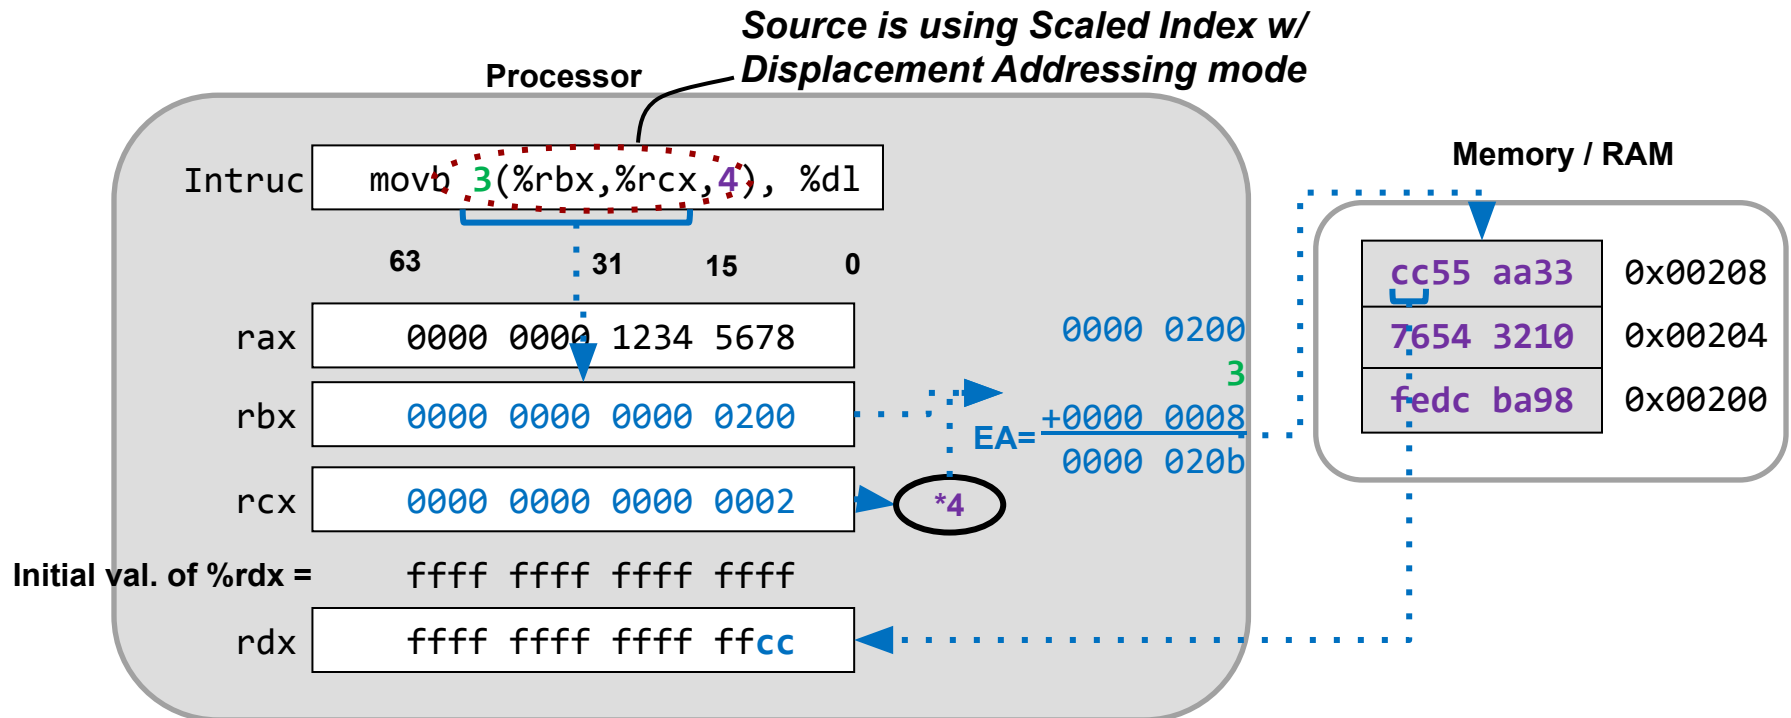 Source is using Scaled Index w/
Displacement Addressing mode
Processor
Intruc movb 3(%rbx,%rcx,4), %dl
63 31 15 0
rax 0000 0000 1234 5678
rbx 0000 0000 0000 0200
rcx 0000 0000 0000 0002
*4
0000 0200
3
EA= +0000 0008
0000 020b
Initial val. of %rdx = ffff ffff ffff ffff
rdx ffff ffff ffff ffcc
Memory / RAM
cc55 aa33 0x00208
7654 3210 0x00204
fedc ba98 0x00200